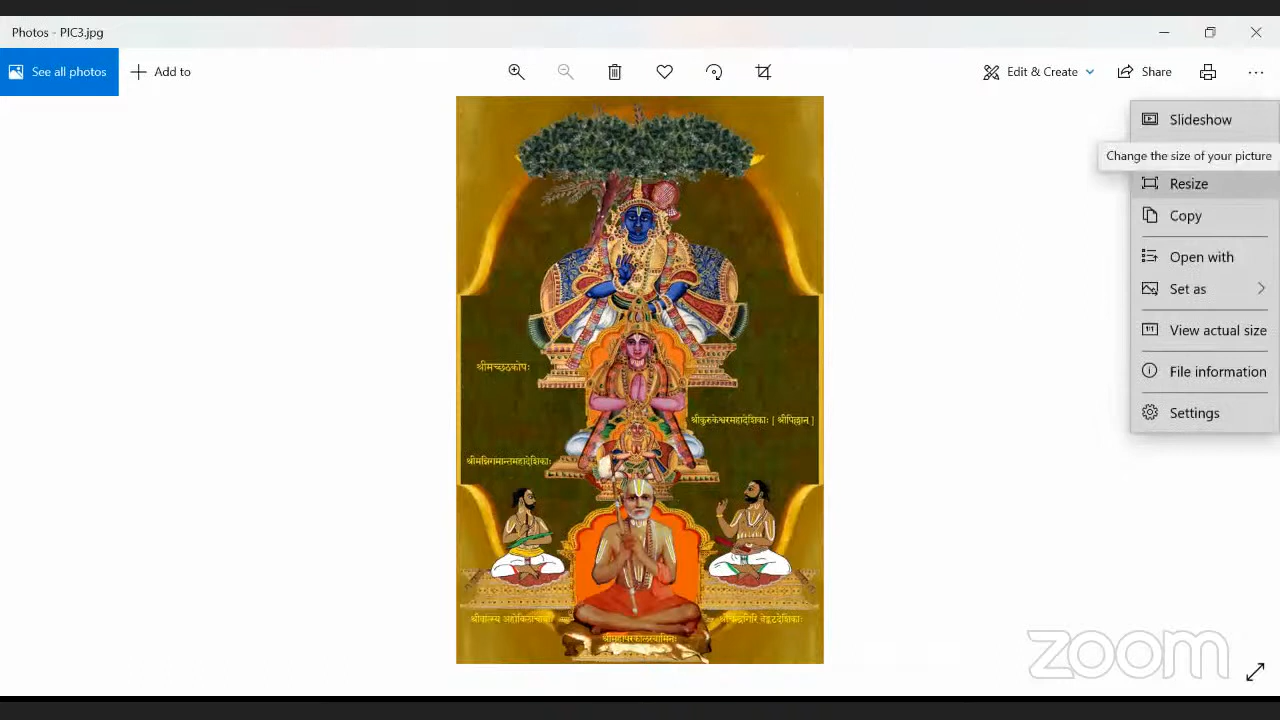 Photos - PIC3.jpg
See all photos
Add to
Edit & Create
Share
Slideshow
Change the size of your picture
Resize
Copy
Open with
Set as
View actual size
File information
Settings
श्रीमच्छठकोपः
श्रीकुरुकेश्वरमहादेशिकाः [ श्रीपिळ्ळान् ]
श्रीमन्निगमान्तमहादेशिकाः
श्रीवात्स्य
zoom